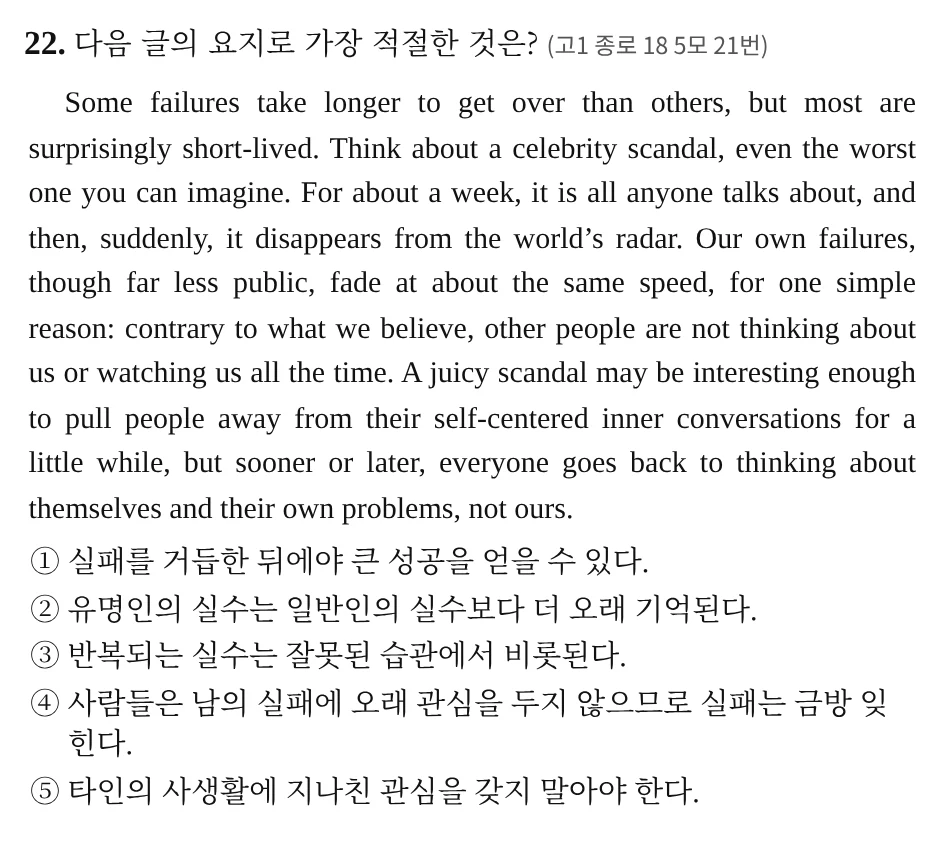 22. 다음 글의 요지로 가장 적절한 것은? (고1 종로 18 5모 21번)
Some failures take longer to get over than others, but most are
surprisingly short-lived. Think about a celebrity scandal, even the worst
one you can imagine. For about a week, it is all anyone talks about, and
then, suddenly, it disappears from the world’s radar. Our own failures,
though far less public, fade at about the same speed, for one simple
reason: contrary to what we believe, other people are not thinking about
us or watching us all the time. A juicy scandal may be interesting enough
to pull people away from their self-centered inner conversations for a
little while, but sooner or later, everyone goes back to thinking about
themselves and their own problems, not ours.
① 실패를 거듭한 뒤에야 큰 성공을 얻을 수 있다.
② 유명인의 실수는 일반인의 실수보다 더 오래 기억된다.
③ 반복되는 실수는 잘못된 습관에서 비롯된다.
④ 사람들은 남의 실패에 오래 관심을 두지 않으므로 실패는 금방 잊
힌다.
⑤ 타인의 사생활에 지나친 관심을 갖지 말아야 한다.